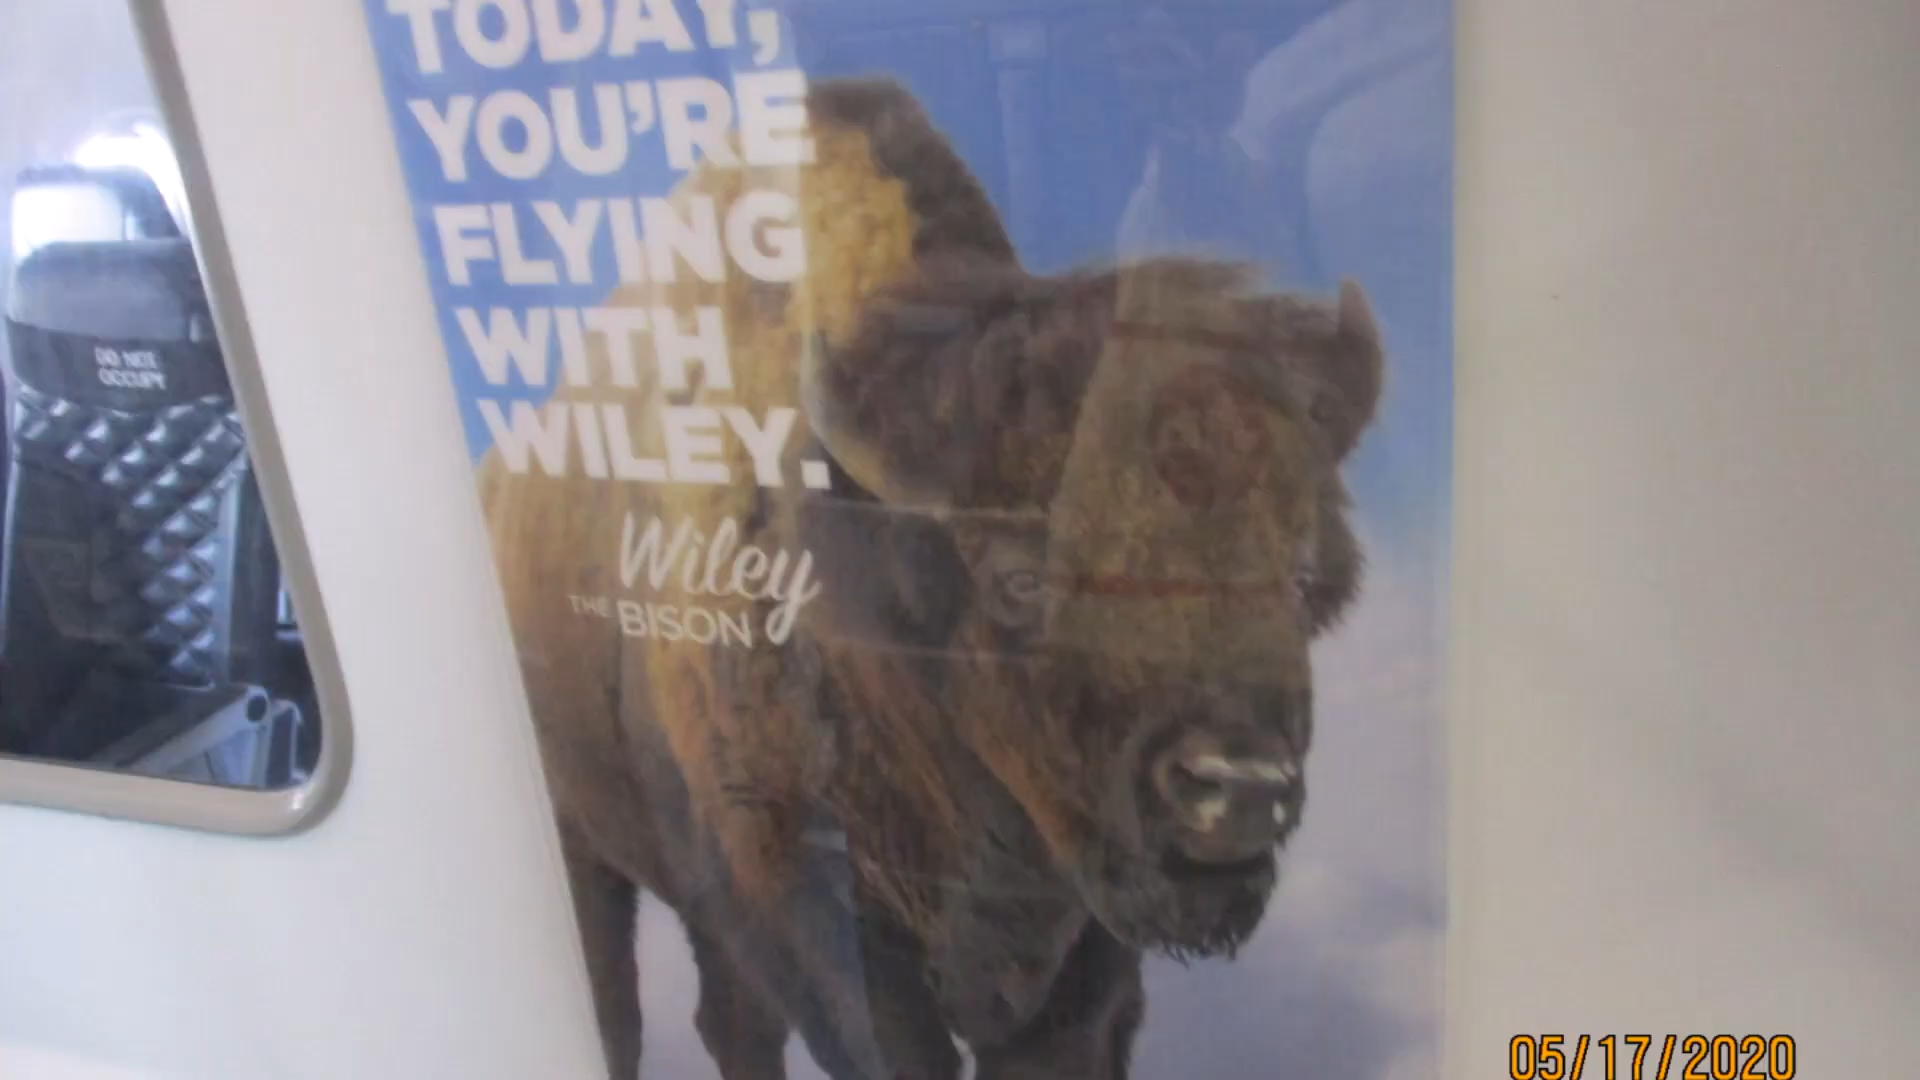 TODAY,
YOU'RE
FLYING
WITH
WILEY.
Wiley
THE BISON
DO NOT
OCCUPY
05/17/2020